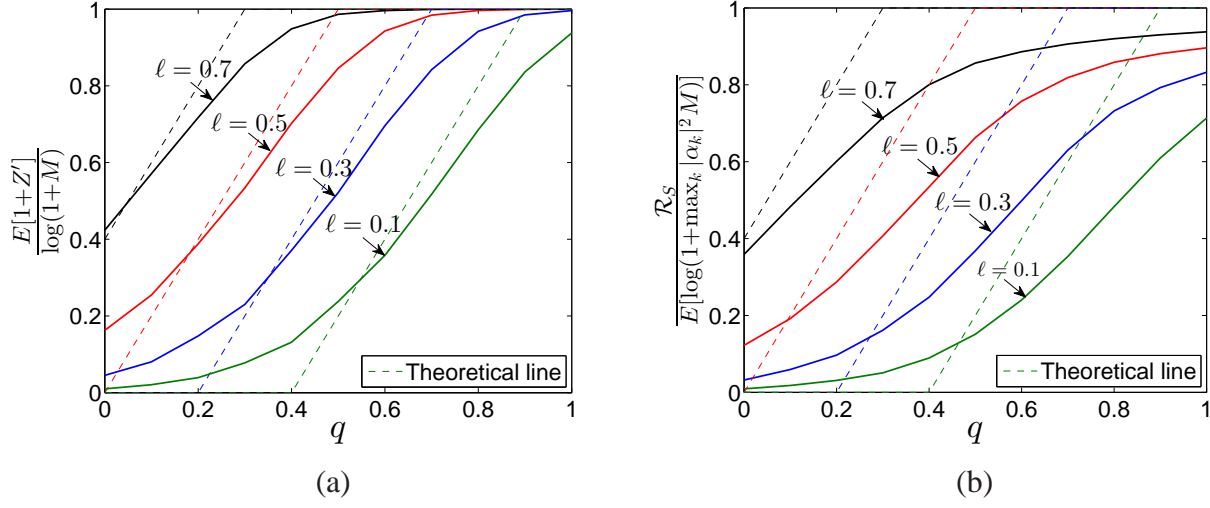 1
0.8
0.6
0.4
0.2
0
0 0.2 0.4 0.6 0.8 1
E[1+Z']
log(1+M)
q
ℓ = 0.7
ℓ = 0.5
ℓ = 0.3
ℓ = 0.1
Theoretical line
(a)
1
0.8
0.6
0.4
0.2
0
0 0.2 0.4 0.6 0.8 1
R_S
E[log(1+max_k |α_k|^2 M)]
q
ℓ = 0.7
ℓ = 0.5
ℓ = 0.3
ℓ = 0.1
Theoretical line
(b)